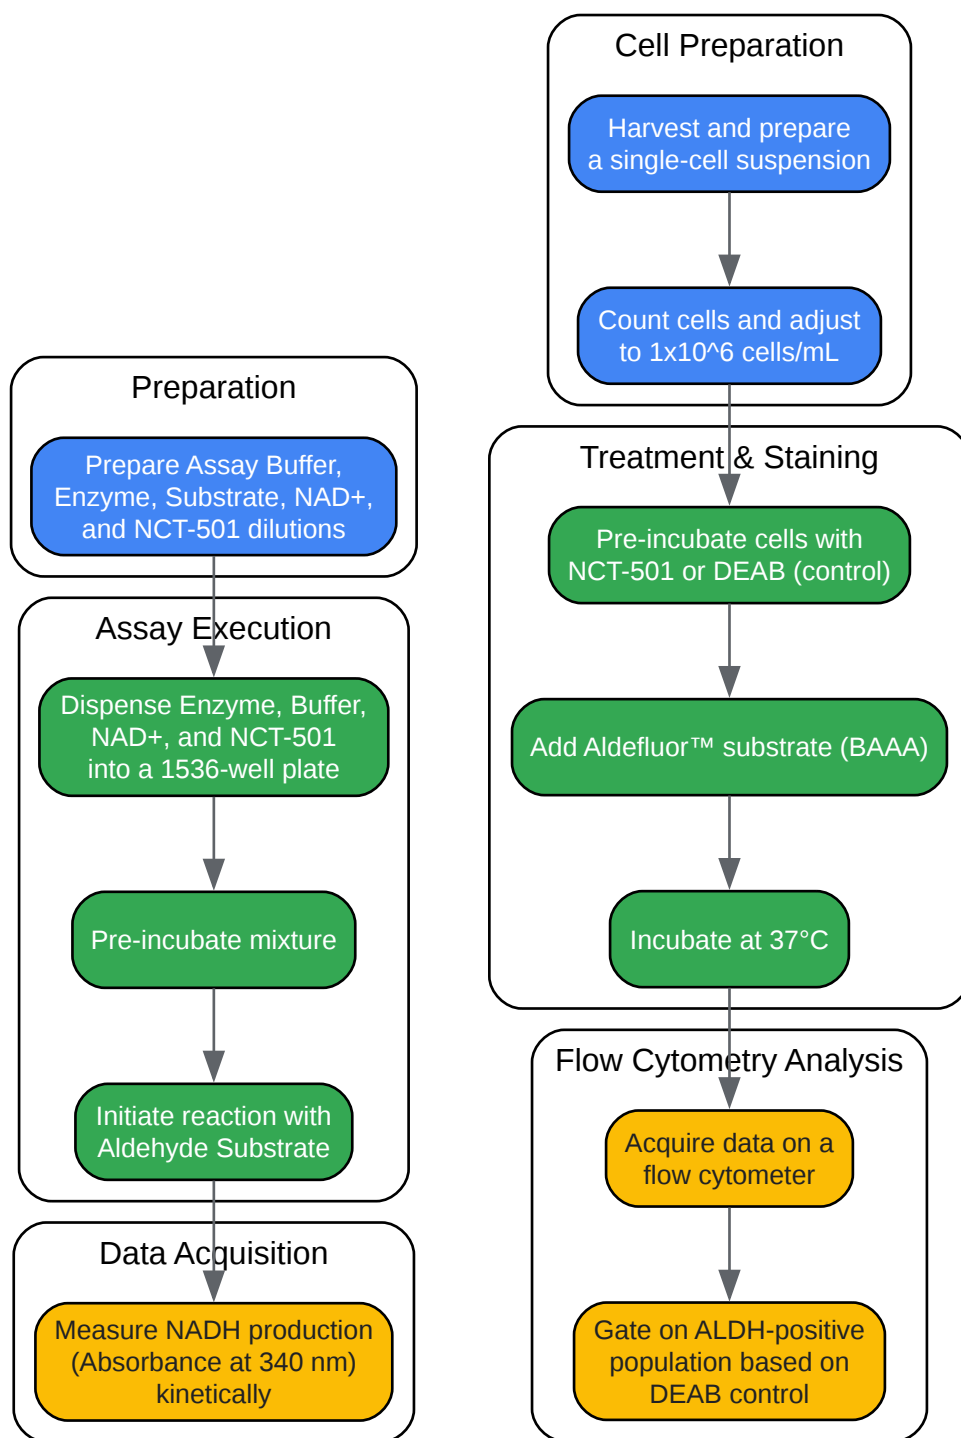 Preparation
Prepare Assay Buffer,
Enzyme, Substrate, NAD+,
and NCT-501 dilutions
Assay Execution
Dispense Enzyme, Buffer,
NAD+, and NCT-501
into a 1536-well plate
Pre-incubate mixture
Initiate reaction with
Aldehyde Substrate
Data Acquisition
Measure NADH production
(Absorbance at 340 nm)
kinetically
Cell Preparation
Harvest and prepare
a single-cell suspension
Count cells and adjust
to 1x10^6 cells/mL
Treatment & Staining
Pre-incubate cells with
NCT-501 or DEAB (control)
Add Aldefluor™ substrate (BAAA)
Incubate at 37°C
Flow Cytometry Analysis
Acquire data on a
flow cytometer
Gate on ALDH-positive
population based on
DEAB control